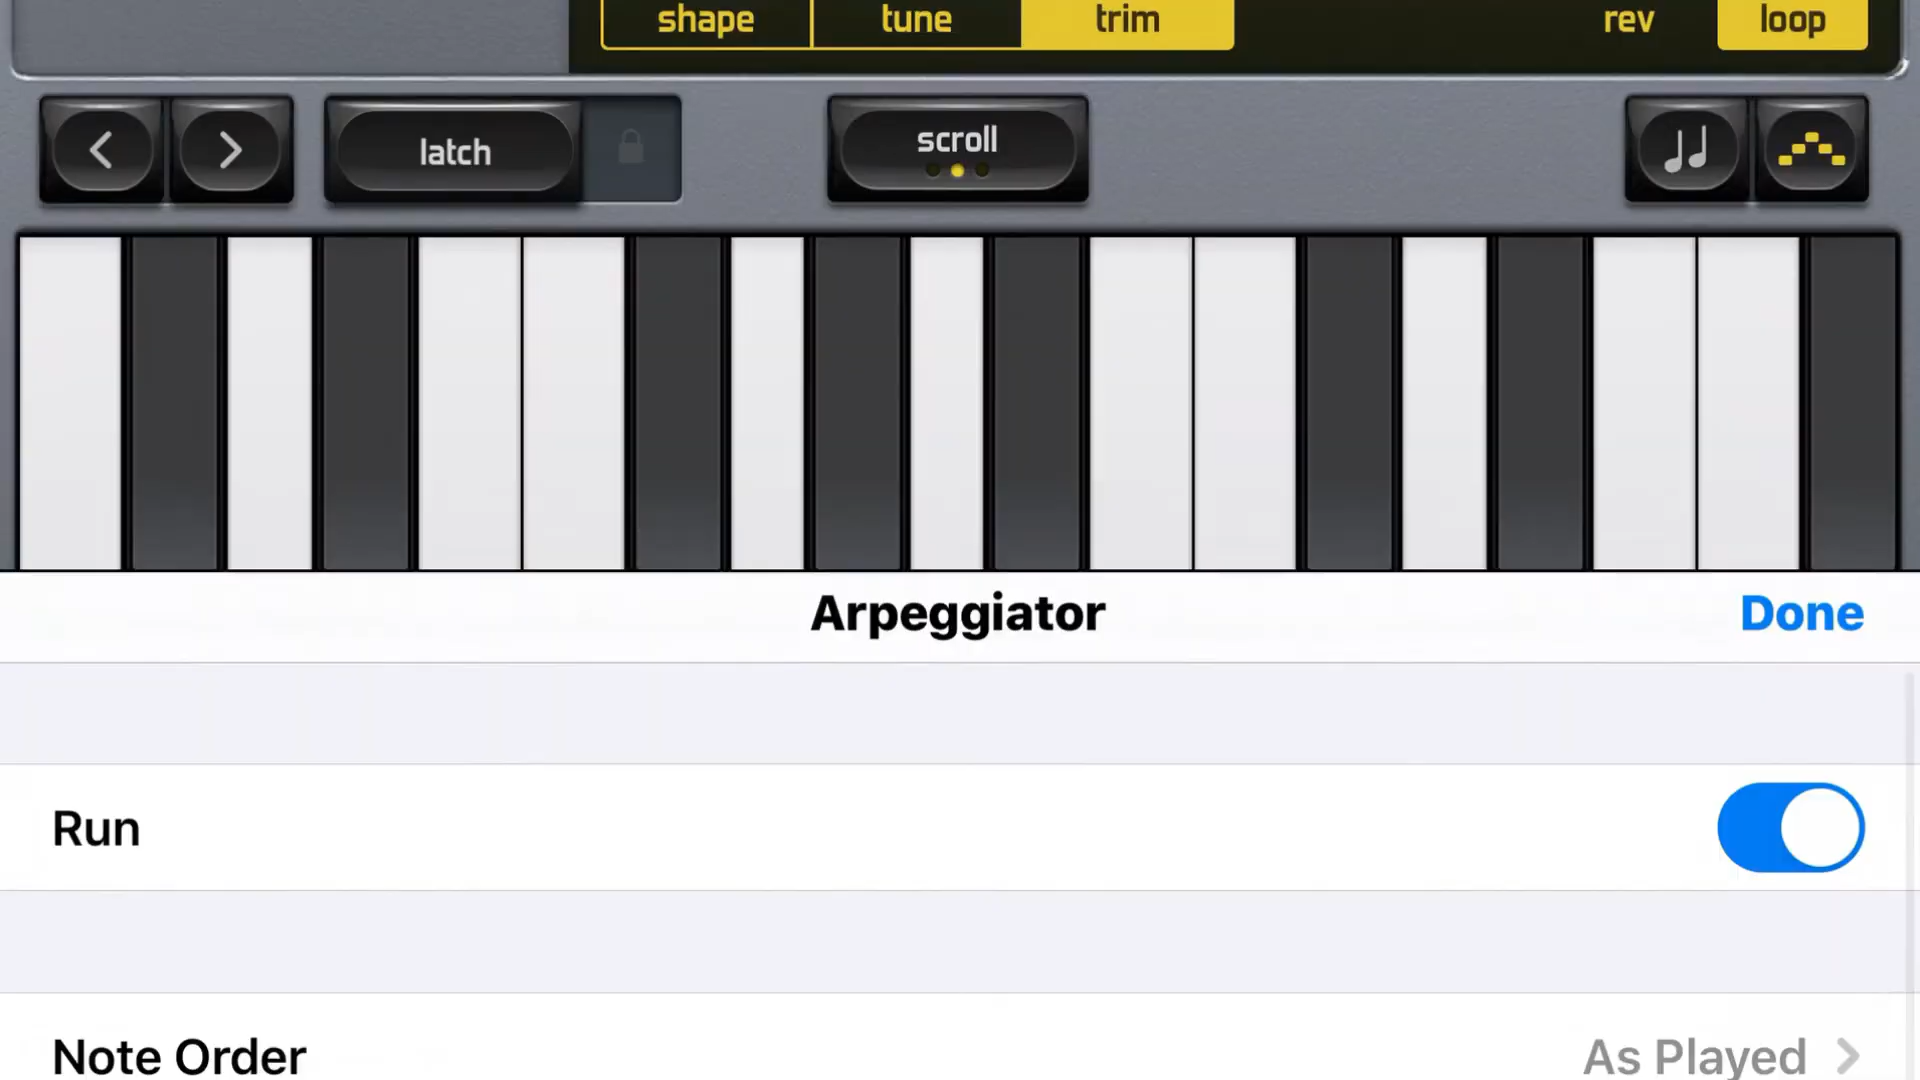 shape tune trim rev loop
latch scroll
Arpeggiator Done
Run
Note Order As Played